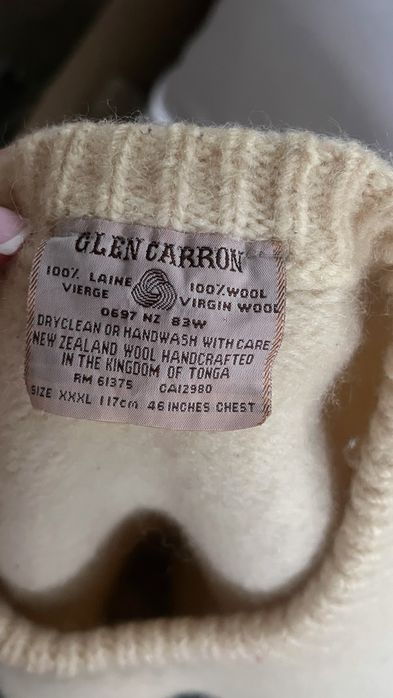 GLEN CARRON
100% LAINE 100% WOOL
VIERGE VIRGIN WOOL
0697 NZ 83W
DRYCLEAN OR HANDWASH WITH CARE
NEW ZEALAND WOOL HANDCRAFTED
IN THE KINGDOM OF TONGA
RM 61375 CA12980
SIZE XXXL 117cm 46 INCHES CHEST